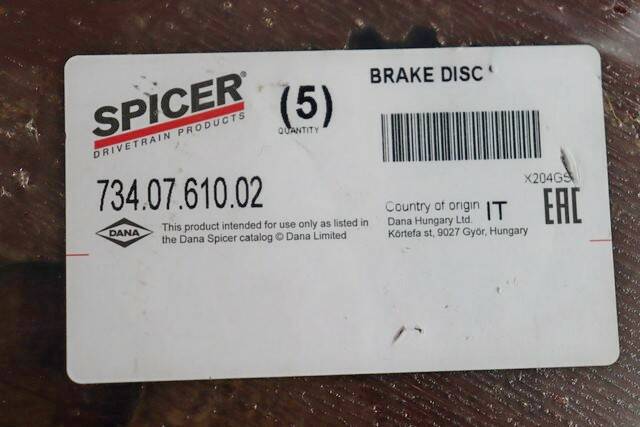 SPICER®
DRIVETRAIN PRODUCTS
(5)
QUANTITY
BRAKE DISC
X204GS
734.07.610.02
DANA
This product intended for use only as listed in
the Dana Spicer catalog © Dana Limited
Country of origin IT
Dana Hungary Ltd.
Körtefa st, 9027 Győr, Hungary
EAC